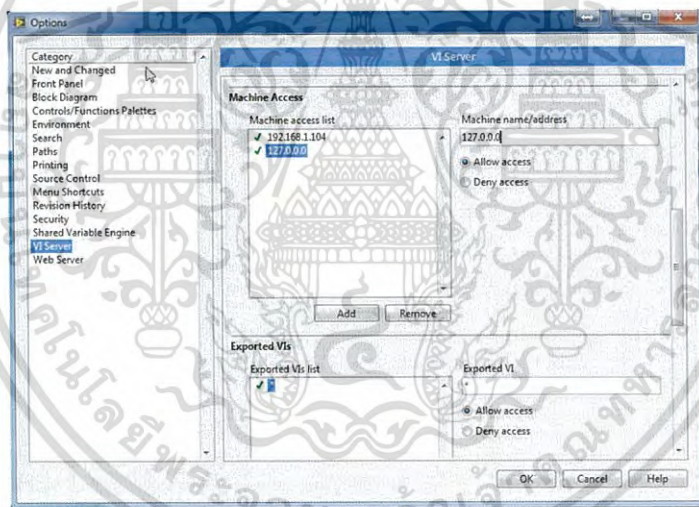 Options
Category
New and Changed
Front Panel
Block Diagram
Controls/Functions Palettes
Environment
Search
Paths
Printing
Source Control
Menu Shortcuts
Revision History
Security
Shared Variable Engine
VI Server
Web Server
VI Server
Machine Access
Machine access list
✓ 192.168.1.104
✓ 127.0.0.0
Machine name/address
127.0.0.0
Allow access
Deny access
Add Remove
Exported VIs
Exported VIs list
✓ *
Exported VI
*
Allow access
Deny access
OK Cancel Help